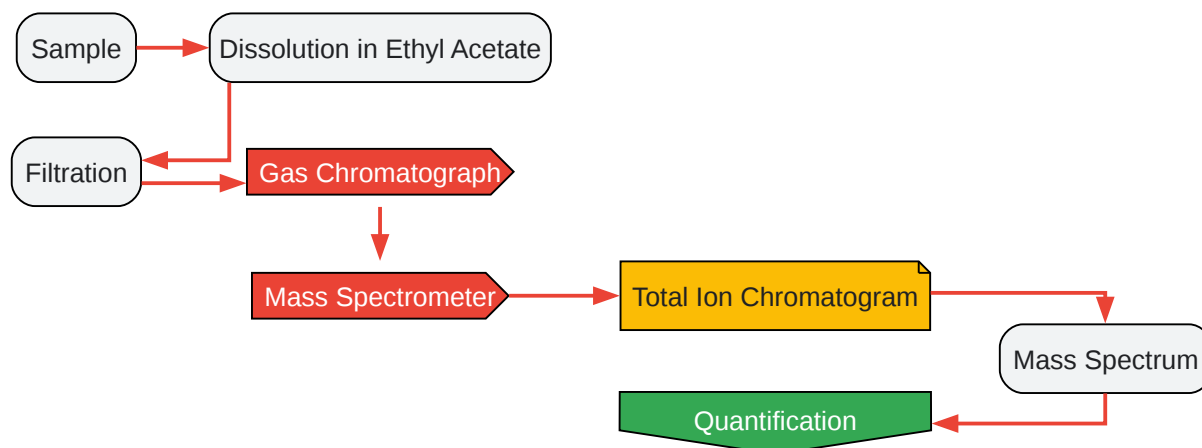 Sample
Dissolution in Ethyl Acetate
Filtration
Gas Chromatograph
Mass Spectrometer
Total Ion Chromatogram
Mass Spectrum
Quantification